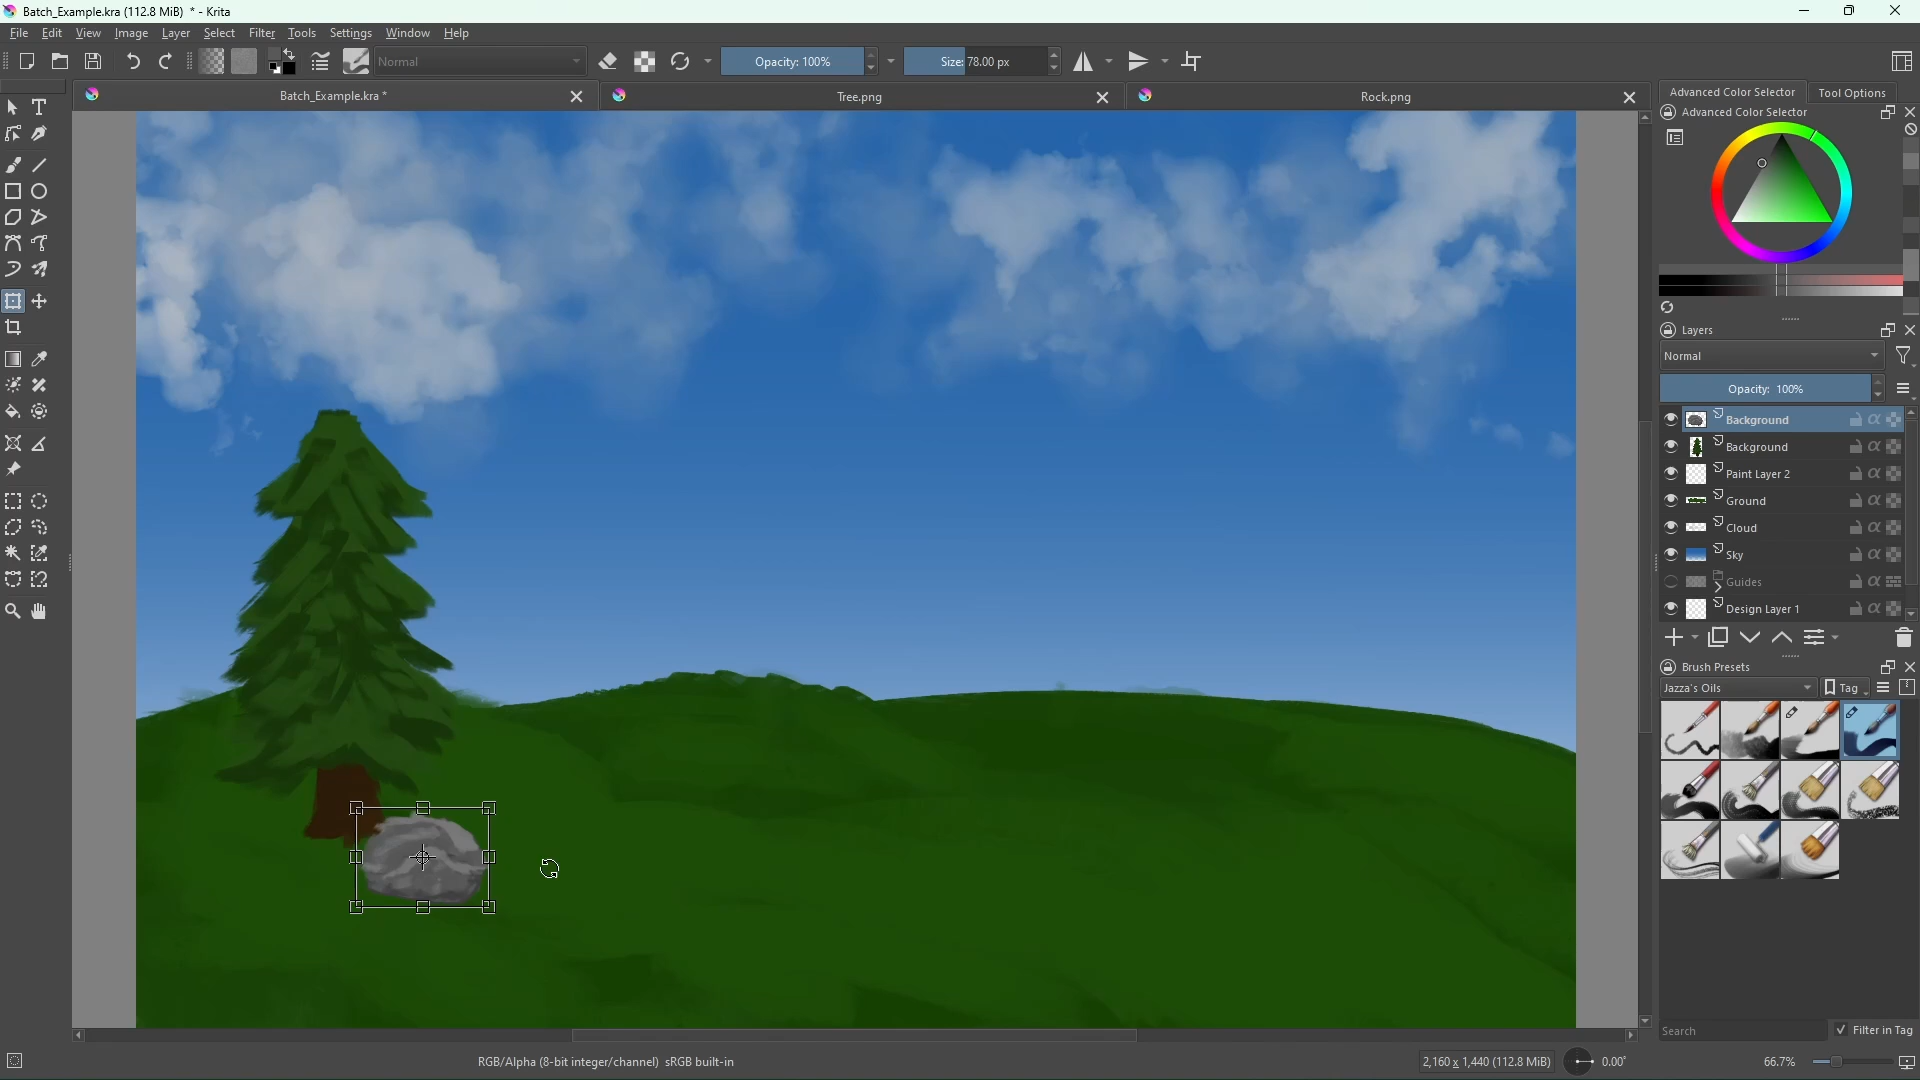 Batch_Example.kra (112.8 MiB) * - Krita
File Edit View Image Layer Select Filter Tools Settings Window Help
Normal
Opacity: 100%
Size: 78.00 px
Batch_Example.kra *
Tree.png
Rock.png
Advanced Color Selector
Tool Options
Advanced Color Selector
Layers
Normal
Opacity: 100%
Background
Background
Paint Layer 2
Ground
Cloud
Sky
Guides
Design Layer 1
Brush Presets
Jazza's Oils
Tag
Search
Filter in Tag
RGB/Alpha (8-bit integer/channel) sRGB built-in
2,160 x 1,440 (112.8 MiB)
0.00°
66.7%